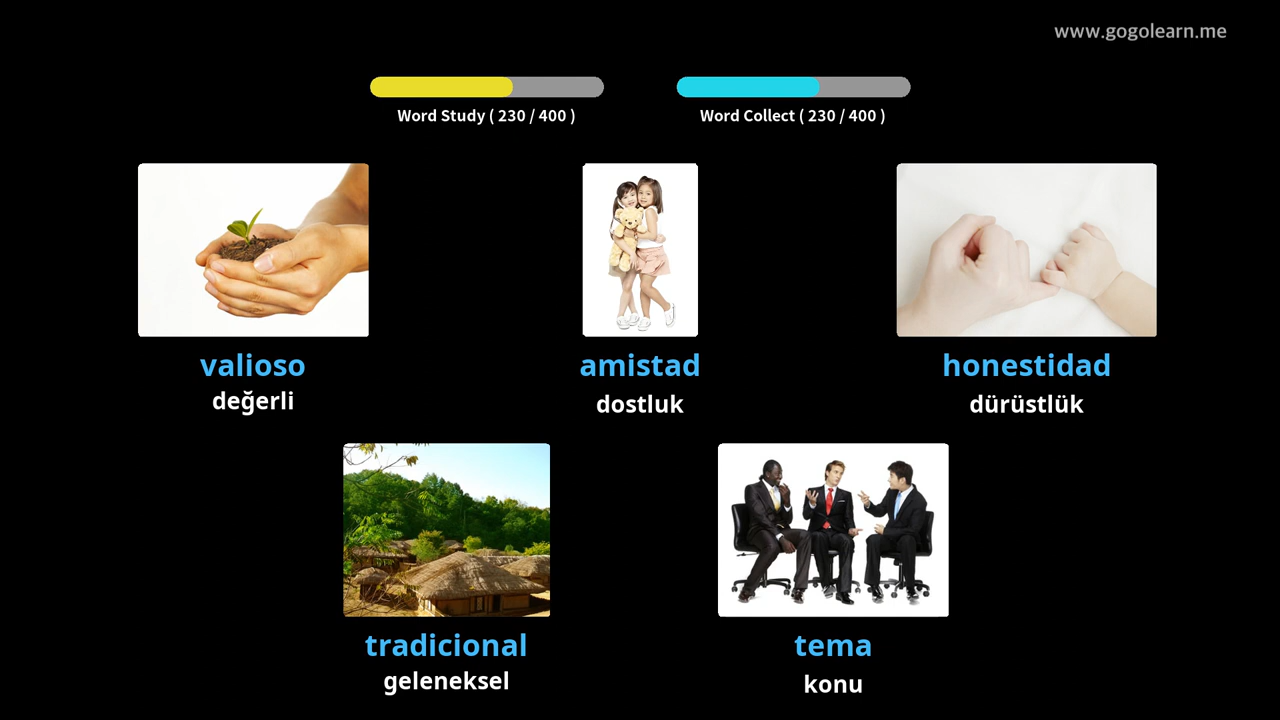 www.gogolearn.me
Word Study ( 230 / 400 )
Word Collect ( 230 / 400 )
valioso
değerli
amistad
dostluk
honestidad
dürüstlük
tradicional
geleneksel
tema
konu